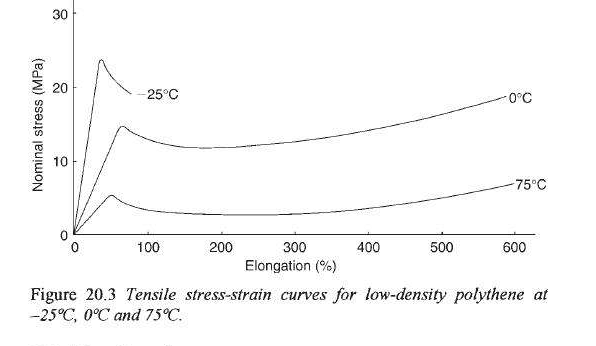 30
20
10
0
Nominal stress (MPa)
−25°C
0°C
75°C
0 100 200 300 400 500 600
Elongation (%)
Figure 20.3 Tensile stress-strain curves for low-density polythene at
−25°C, 0°C and 75°C.